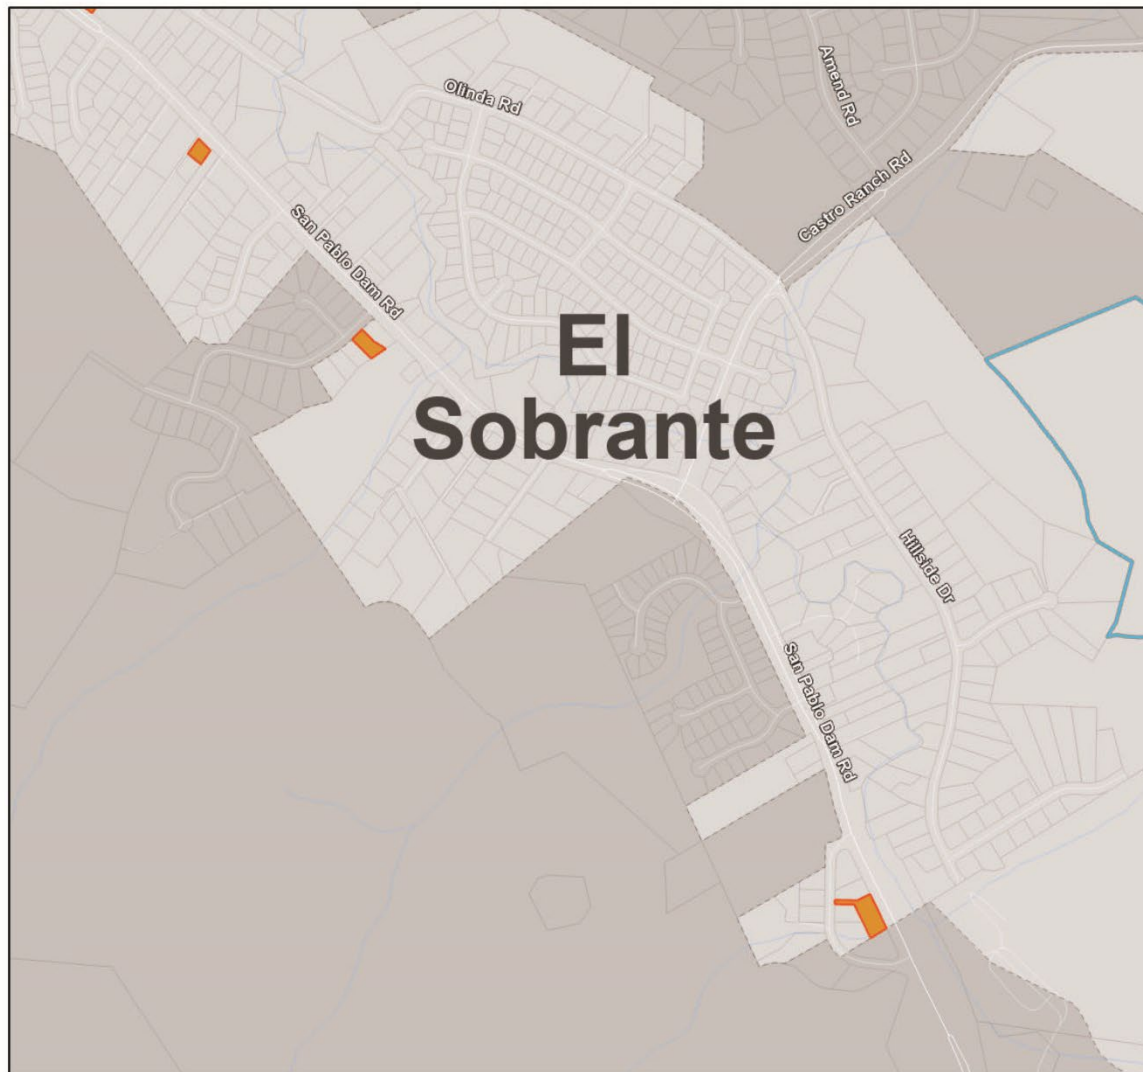 Olinda Rd
Amend Rd
Castro Ranch Rd
San Pablo Dam Rd
El
Sobrante
Hillside Dr
San Pablo Dam Rd